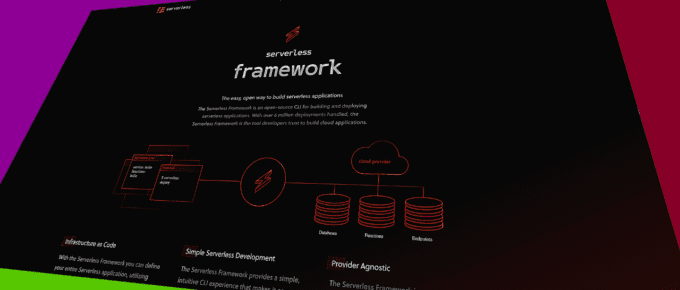 serverless
serverless
framework
The easy, open way to build serverless applications
The Serverless Framework is an open-source CLI for building and deploying
serverless applications. With over 6 million deployments handled, the
Serverless Framework is the tool developers trust to build cloud applications.
cloud provider
$ serverless
deploy
Database
Functions
Endpoints
Infrastructure as Code
Simple Serverless Development
Provider Agnostic
With the Serverless Framework you can define
your entire Serverless application, utilizing
The Serverless Framework provides a simple,
intuitive CLI experience that makes it
The Serverless Framework